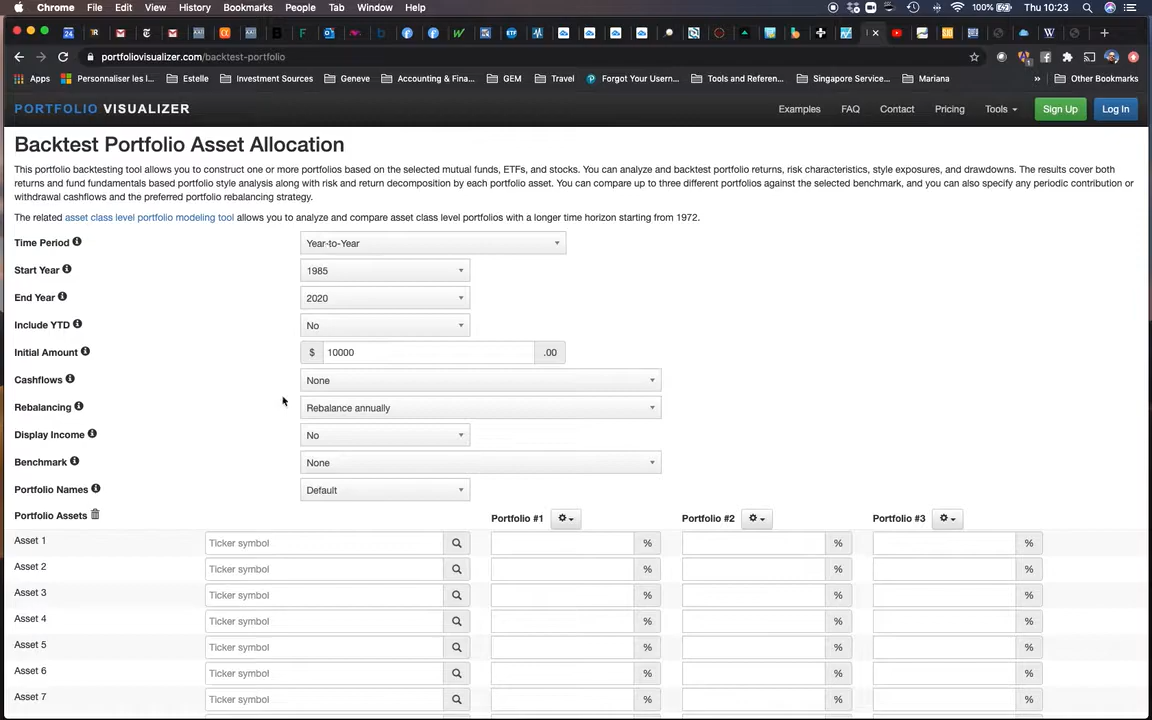 Chrome File Edit View History Bookmarks People Tab Window Help 100% Thu 10:23
portfoliovisualizer.com/backtest-portfolio
Apps Personnaliser les l... Estelle Investment Sources Geneve Accounting & Fina... GEM Travel Forgot Your Usern... Tools and Referen... Singapore Service... Mariana » Other Bookmarks
PORTFOLIO VISUALIZER Examples FAQ Contact Pricing Tools Sign Up Log In
Backtest Portfolio Asset Allocation
This portfolio backtesting tool allows you to construct one or more portfolios based on the selected mutual funds, ETFs, and stocks. You can analyze and backtest portfolio returns, risk characteristics, style exposures, and drawdowns. The results cover both
returns and fund fundamentals based portfolio style analysis along with risk and return decomposition by each portfolio asset. You can compare up to three different portfolios against the selected benchmark, and you can also specify any periodic contribution or
withdrawal cashflows and the preferred portfolio rebalancing strategy.
The related asset class level portfolio modeling tool allows you to analyze and compare asset class level portfolios with a longer time horizon starting from 1972.
Time Period Year-to-Year
Start Year 1985
End Year 2020
Include YTD No
Initial Amount $ 10000 .00
Cashflows None
Rebalancing Rebalance annually
Display Income No
Benchmark None
Portfolio Names Default
Portfolio Assets Portfolio #1 Portfolio #2 Portfolio #3
Asset 1 Ticker symbol % % %
Asset 2 Ticker symbol % % %
Asset 3 Ticker symbol % % %
Asset 4 Ticker symbol % % %
Asset 5 Ticker symbol % % %
Asset 6 Ticker symbol % % %
Asset 7 Ticker symbol % % %